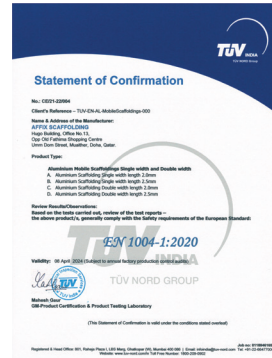 TÜV INDIA
TUV NORD Group
Statement of Confirmation
No.: CE/21-22/004
Client's Reference – TUV-EN-AL-MobileScaffoldings-000
Name & Address of the Manufacturer:
AFFIX SCAFFOLDING
Hugo Building, Office No.13,
Opp Old Fathima Shopping Centre
Umm Dom Street, Muaither, Doha, Qatar.
Product Type:
Aluminium Mobile Scaffoldings Single width and Double width
A. Aluminium Scaffolding Single width length 2.0mm
B. Aluminium Scaffolding Single width length 2.5mm
C. Aluminium Scaffolding Double width length 2.0mm
D. Aluminium Scaffolding Double width length 2.5mm
Review Results/Observations:
Based on the tests carried out, review of the test reports –
the above product/s, generally comply with the Safety requirements of the European Standard:
EN 1004-1:2020
Validity: 08 April 2024 (Subject to annual factory production control audits)
TÜV INDIA
TÜV NORD GROUP
Mahesh Gaur
GM-Product Certification & Product Testing Laboratory
(This Statement of Confirmation is valid under the conditions stated overleaf)